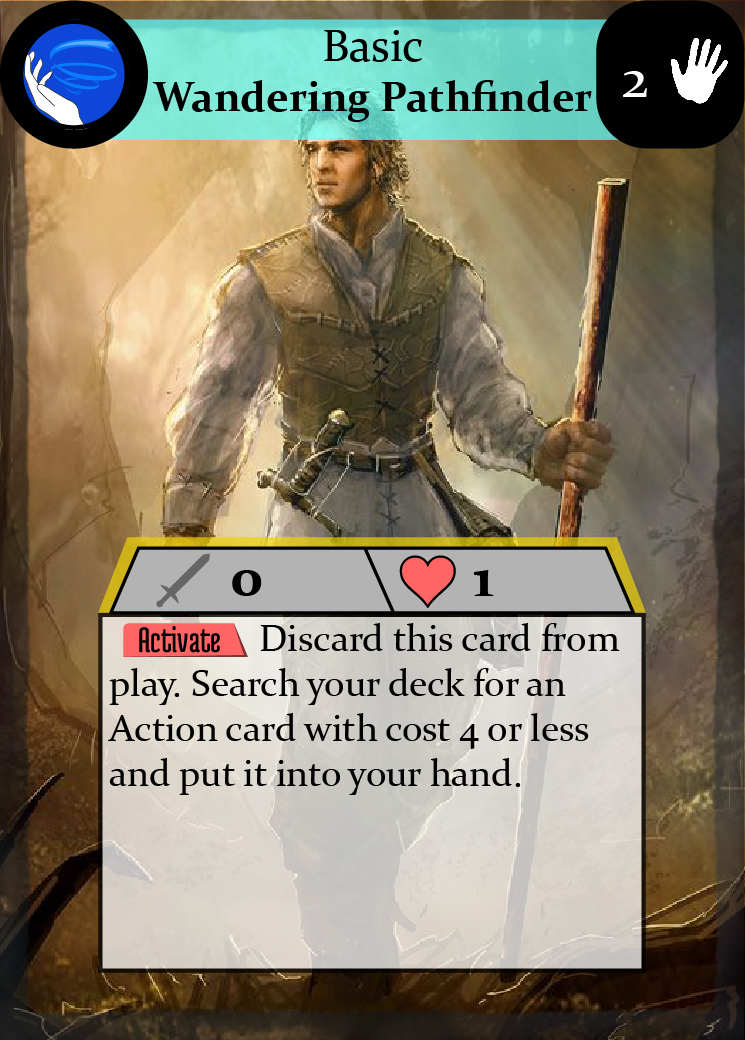 Basic
Wandering Pathfinder
2
0
1
Activate Discard this card from
play. Search your deck for an
Action card with cost 4 or less
and put it into your hand.